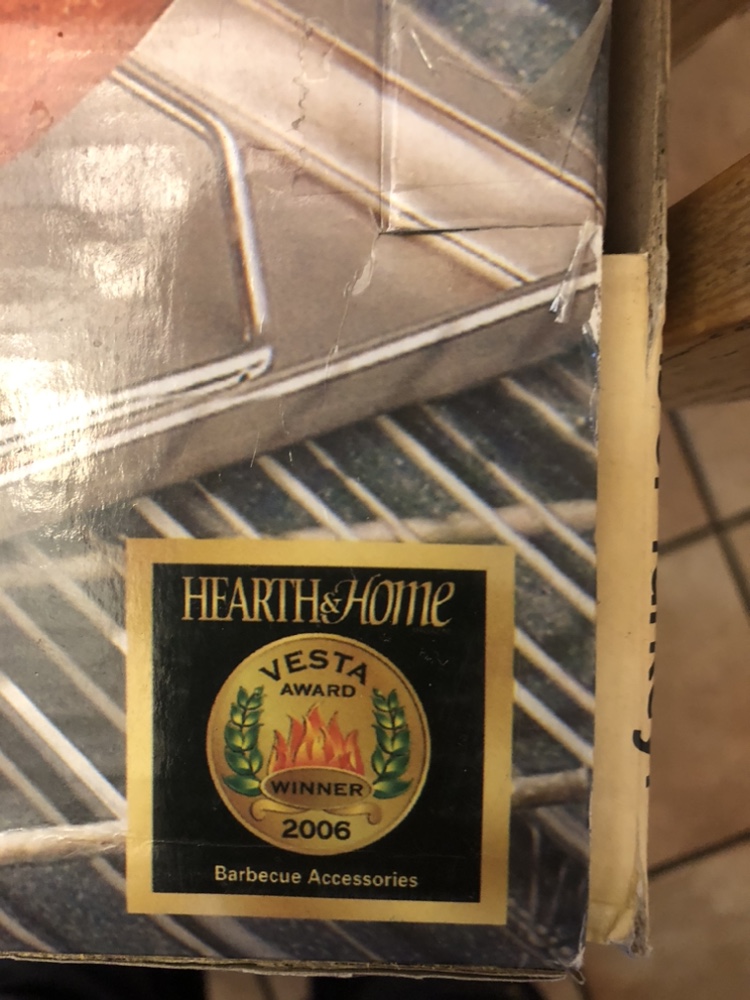 HEARTH & Home
VESTA
AWARD
WINNER
2006
Barbecue Accessories